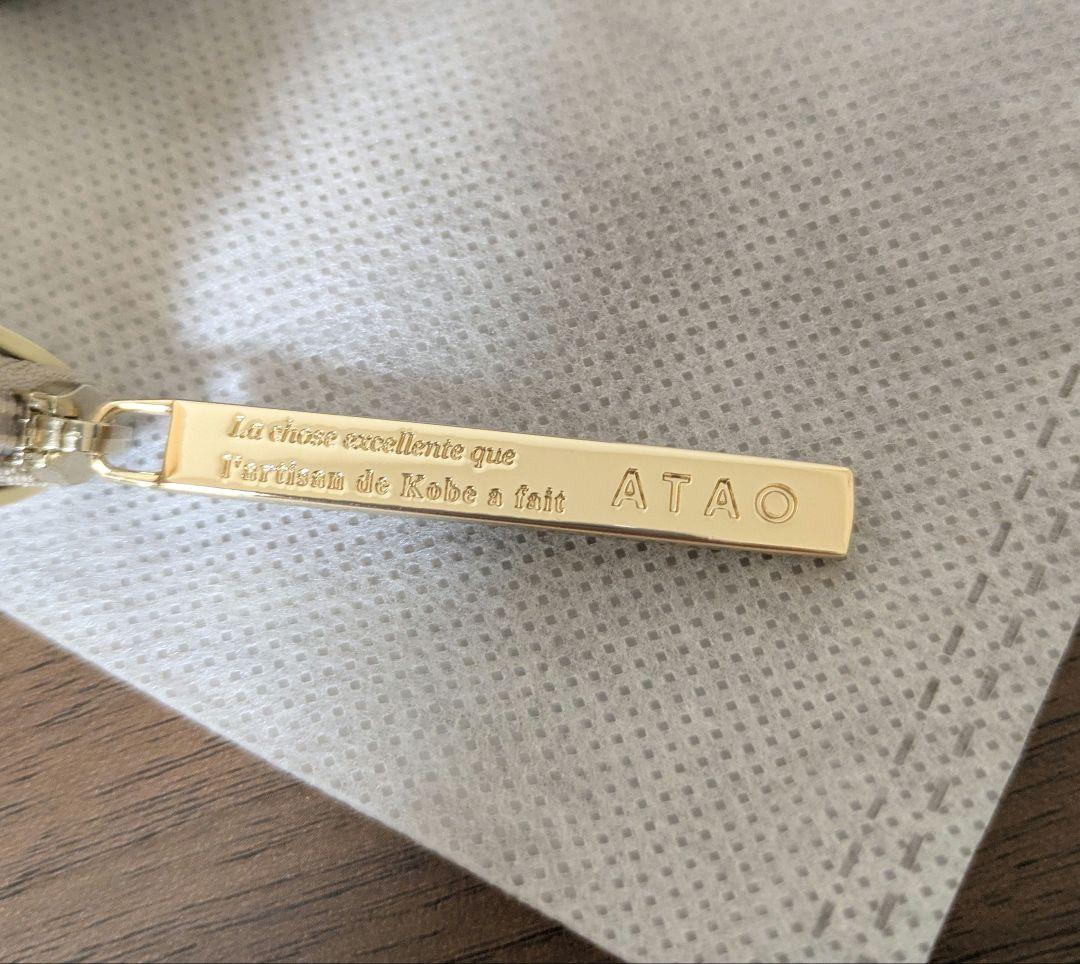 La chose excellente que
l'artisan de Kobe a fait
ATAO